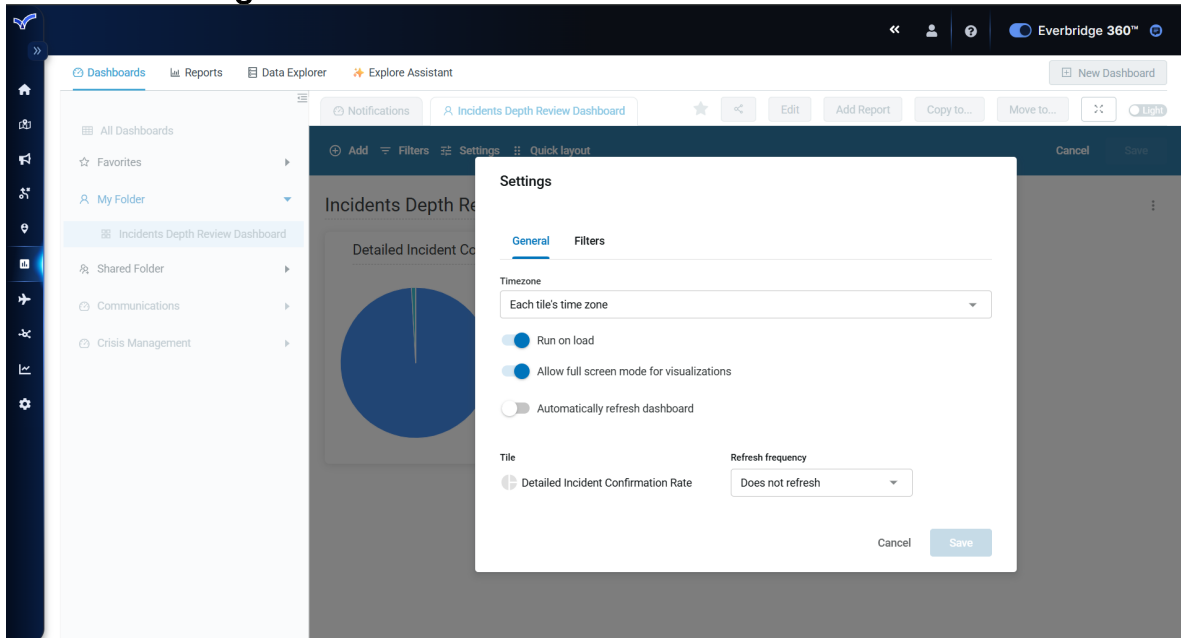 Everbridge 360™
Dashboards Reports Data Explorer Explore Assistant New Dashboard
Notifications Incidents Depth Review Dashboard Edit Add Report Copy to... Move to... Light
All Dashboards
Favorites
My Folder
Incidents Depth Review Dashboard
Shared Folder
Communications
Crisis Management
Add Filters Settings Quick layout Cancel Save
Incidents Depth Re
Detailed Incident Co
Settings
General Filters
Timezone
Each tile's time zone
Run on load
Allow full screen mode for visualizations
Automatically refresh dashboard
Tile Refresh frequency
Detailed Incident Confirmation Rate Does not refresh
Cancel Save